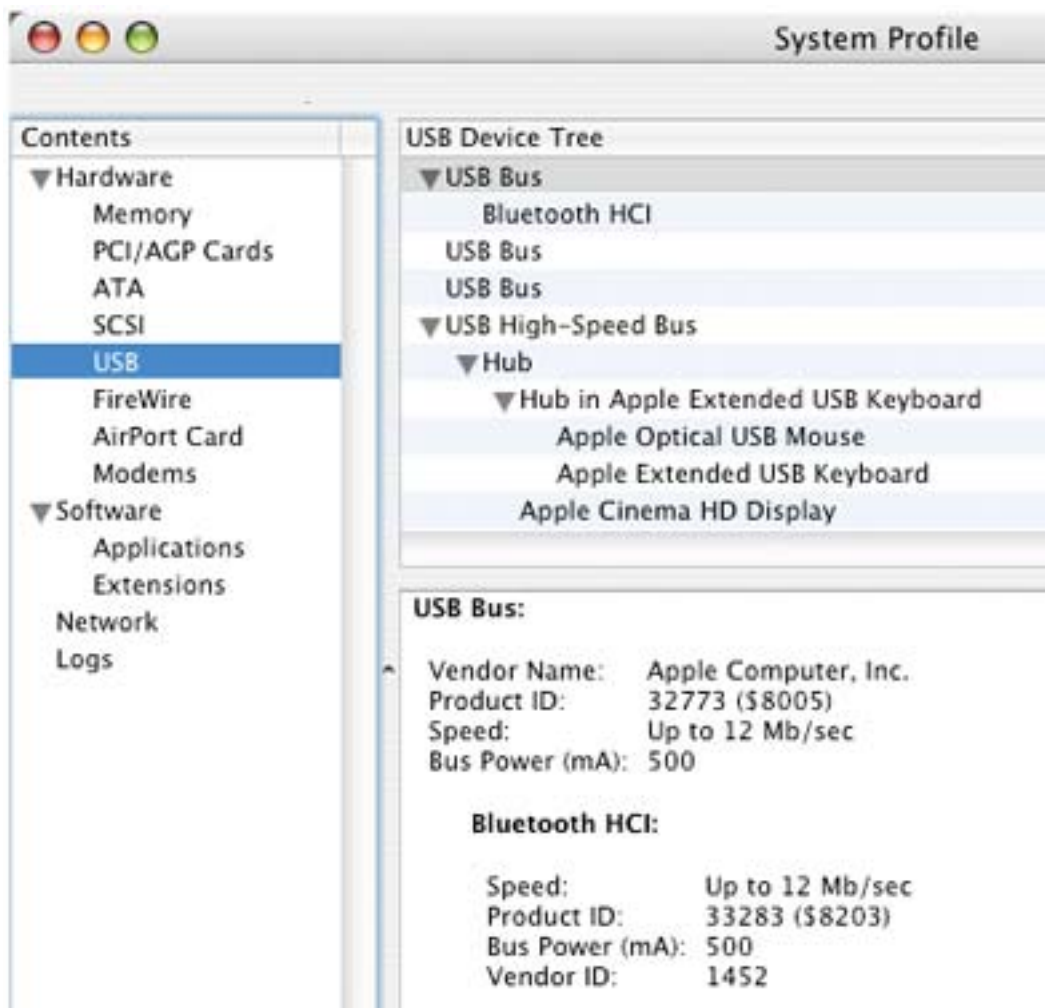 System Profile
Contents
Hardware
Memory
PCI/AGP Cards
ATA
SCSI
USB
FireWire
AirPort Card
Modems
Software
Applications
Extensions
Network
Logs
USB Device Tree
USB Bus
Bluetooth HCI
USB Bus
USB Bus
USB High-Speed Bus
Hub
Hub in Apple Extended USB Keyboard
Apple Optical USB Mouse
Apple Extended USB Keyboard
Apple Cinema HD Display
USB Bus:
Vendor Name: Apple Computer, Inc.
Product ID: 32773 ($8005)
Speed: Up to 12 Mb/sec
Bus Power (mA): 500
Bluetooth HCI:
Speed: Up to 12 Mb/sec
Product ID: 33283 ($8203)
Bus Power (mA): 500
Vendor ID: 1452